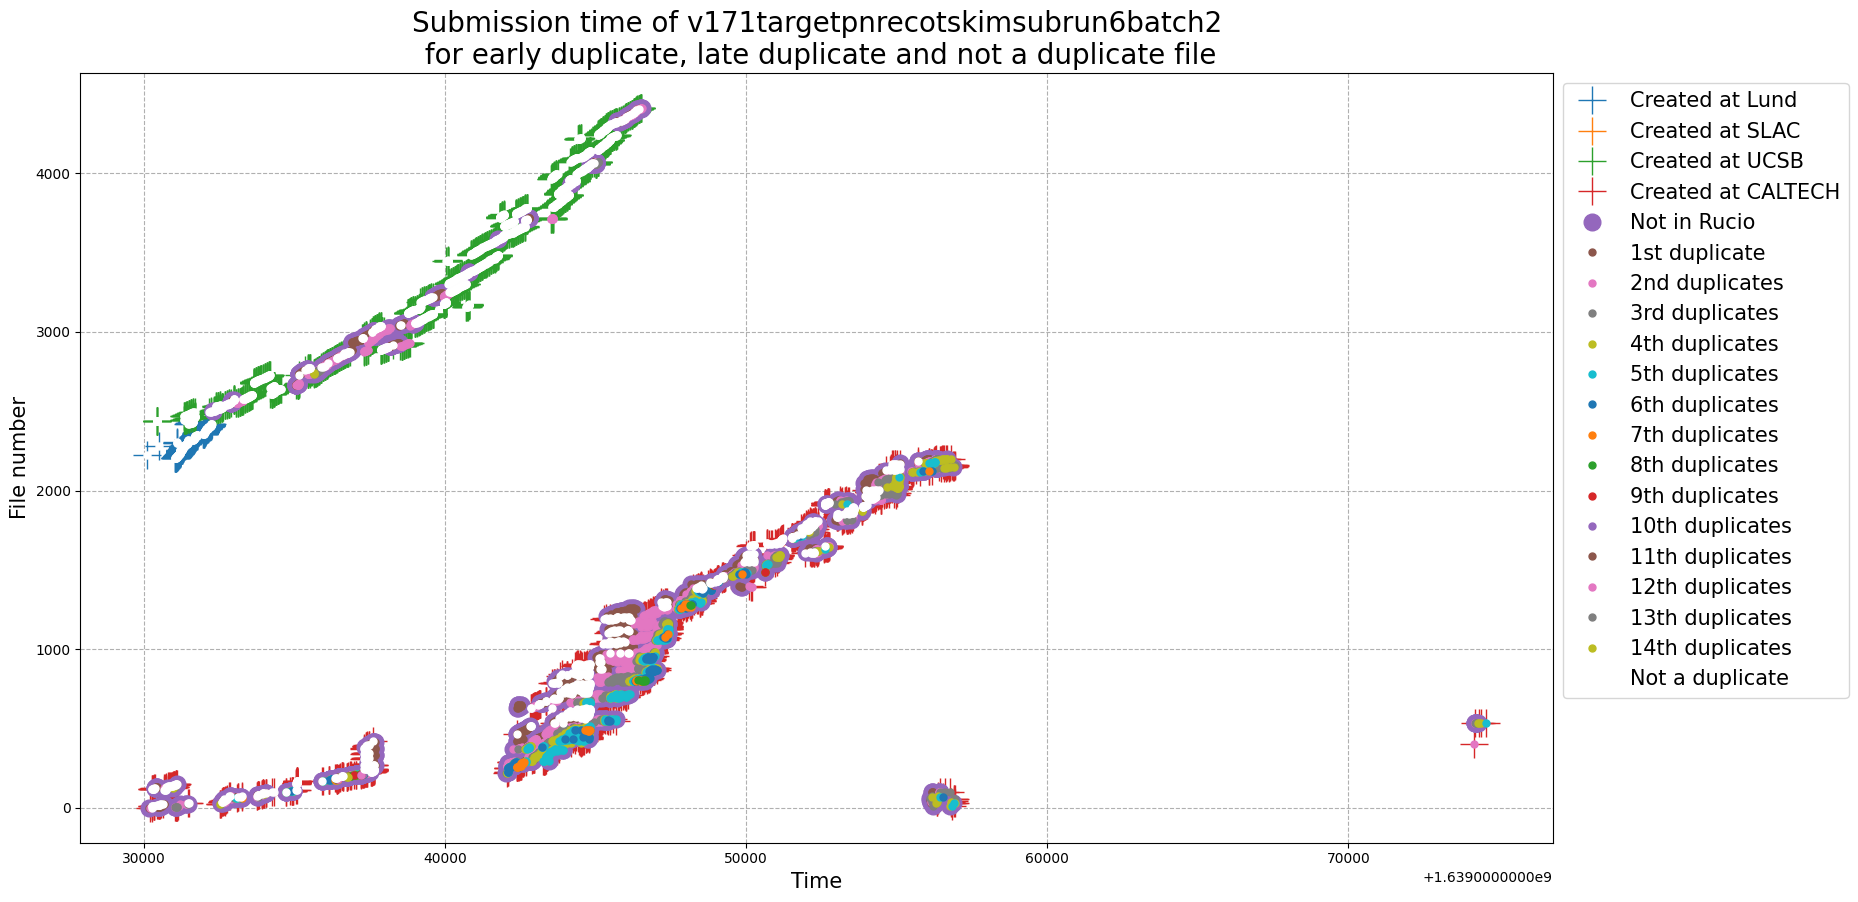 Submission time of v171targetpnrecotskimsubrun6batch2
for early duplicate, late duplicate and not a duplicate file
File number
4000
3000
2000
1000
0
30000
40000
50000
60000
70000
Time
+1.6390000000e9
Created at Lund
Created at SLAC
Created at UCSB
Created at CALTECH
Not in Rucio
1st duplicate
2nd duplicates
3rd duplicates
4th duplicates
5th duplicates
6th duplicates
7th duplicates
8th duplicates
9th duplicates
10th duplicates
11th duplicates
12th duplicates
13th duplicates
14th duplicates
Not a duplicate